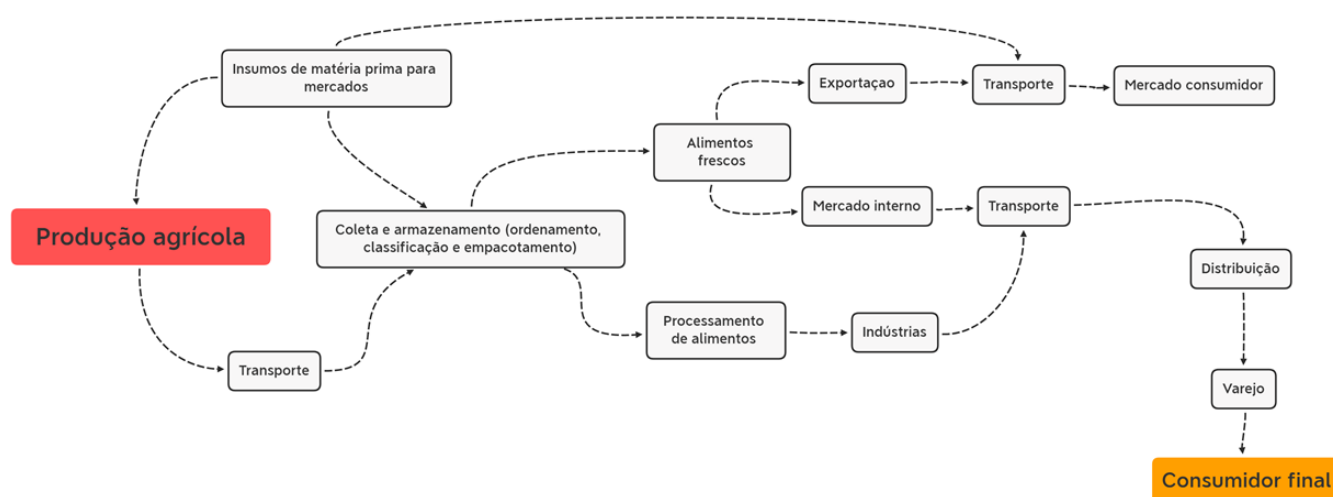 Insumos de matéria prima para
mercados
Exportaçao
Transporte
Mercado consumidor
Alimentos
frescos
Mercado interno
Transporte
Produção agrícola
Coleta e armazenamento (ordenamento,
classificação e empacotamento)
Distribuição
Processamento
de alimentos
Indústrias
Transporte
Varejo
Consumidor final